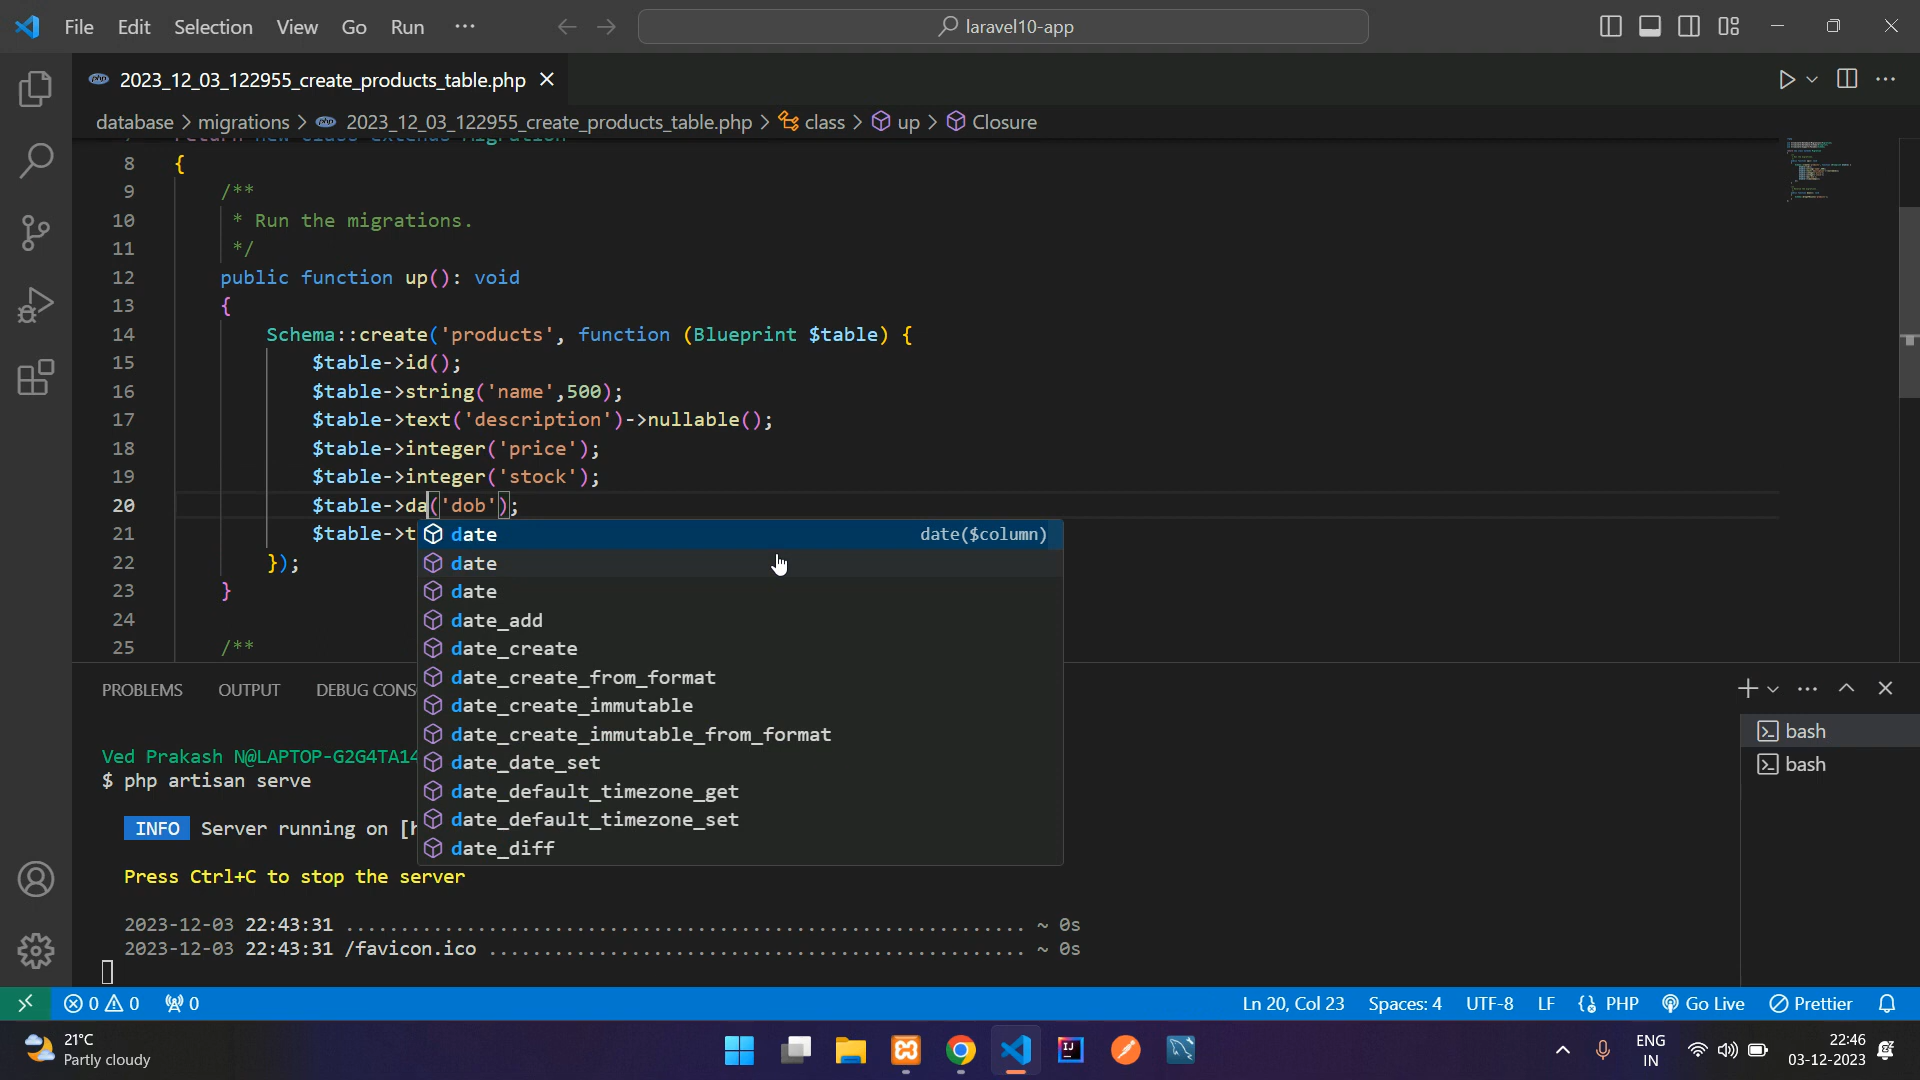 File Edit Selection View Go Run ···
laravel10-app
2023_12_03_122955_create_products_table.php
database > migrations > 2023_12_03_122955_create_products_table.php > class > up > Closure
8 {
9 /**
10 * Run the migrations.
11 */
12 public function up(): void
13 {
14 Schema::create('products', function (Blueprint $table) {
15 $table->id();
16 $table->string('name',500);
17 $table->text('description')->nullable();
18 $table->integer('price');
19 $table->integer('stock');
20 $table->da('dob');
21 $table->t
22 });
23 }
24
25 /**
date date($column)
date
date
date_add
date_create
date_create_from_format
date_create_immutable
date_create_immutable_from_format
date_date_set
date_default_timezone_get
date_default_timezone_set
date_diff
PROBLEMS OUTPUT DEBUG CONS
bash
bash
Ved Prakash N@LAPTOP-G2G4TA14
$ php artisan serve
INFO Server running on [h
Press Ctrl+C to stop the server
2023-12-03 22:43:31 ............................................................... ~ 0s
2023-12-03 22:43:31 /favicon.ico .................................................. ~ 0s
0 0 0
Ln 20, Col 23 Spaces: 4 UTF-8 LF PHP Go Live Prettier
21°C
Partly cloudy
ENG
IN
22:46
03-12-2023